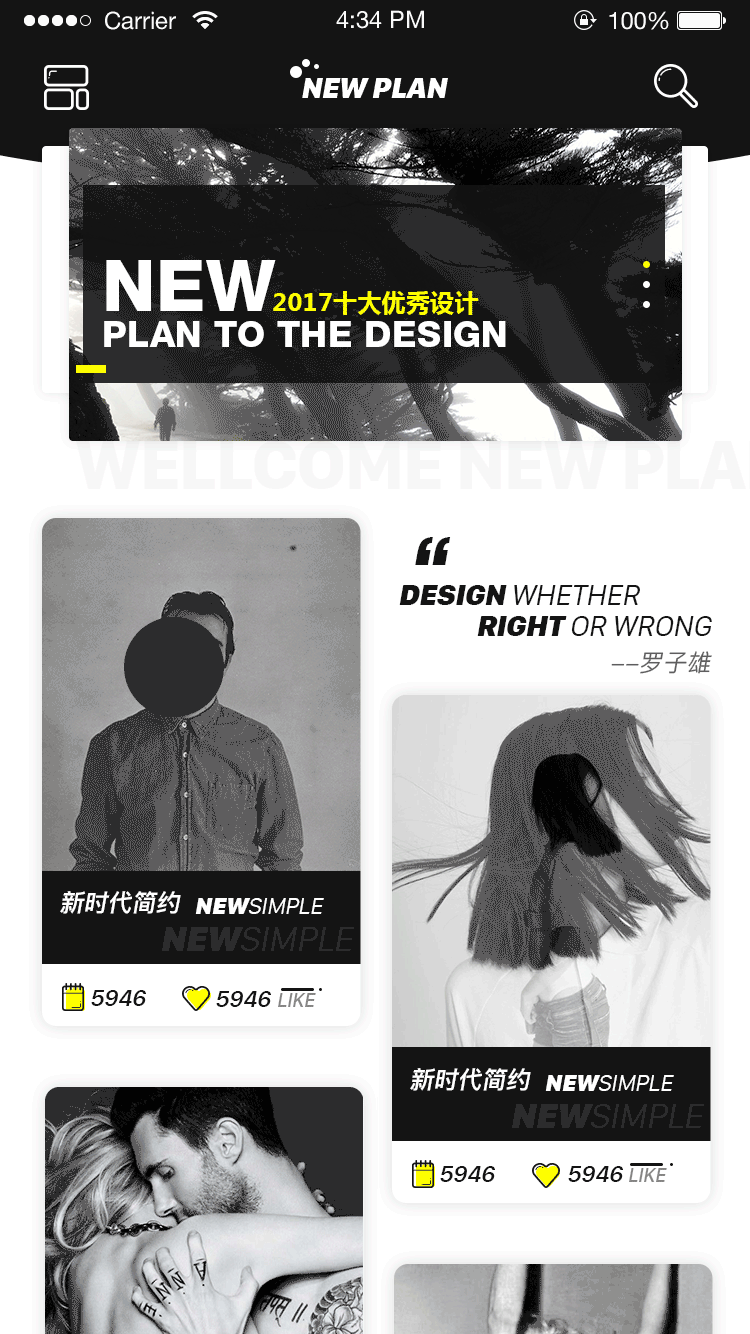 Carrier
4:34 PM
100%
NEW PLAN
NEW 2017十大优秀设计
PLAN TO THE DESIGN
WELLCOME NEW PLA
“
DESIGN WHETHER
RIGHT OR WRONG
——罗子雄
新时代简约 NEWSIMPLE
NEWSIMPLE
5946 5946 LIKE
新时代简约 NEWSIMPLE
NEWSIMPLE
5946 5946 LIKE